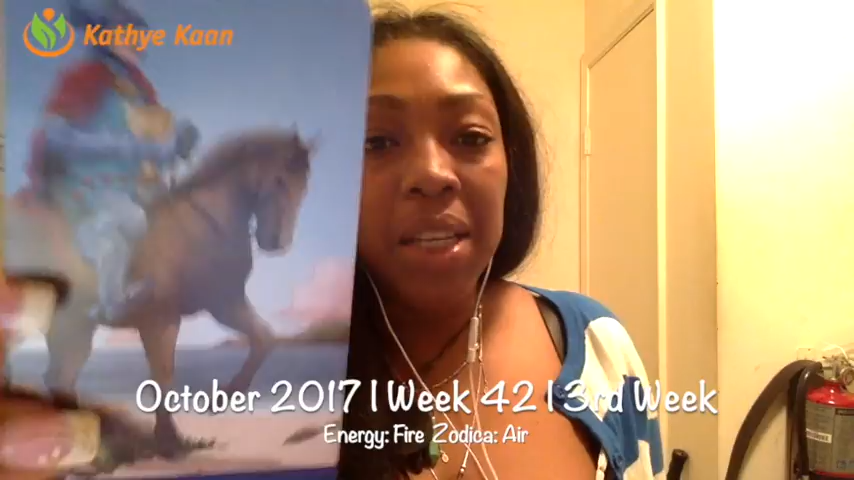 Kathye Kaan
October 2017 | Week 42 | 3rd Week
Energy: Fire Zodica: Air